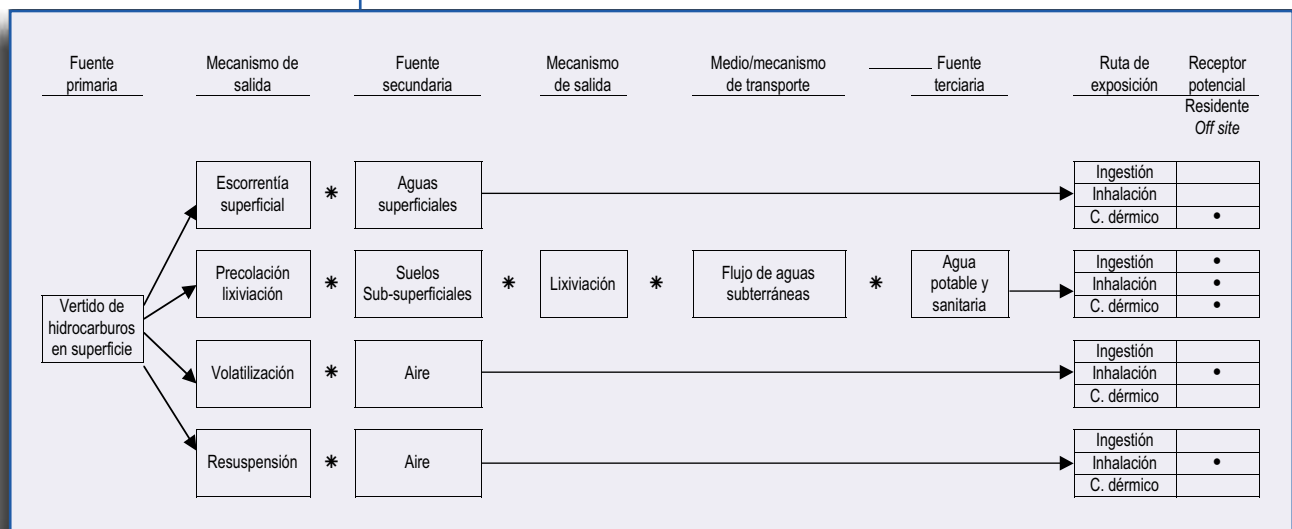 Fuente
primaria
Mecanismo de
salida
Fuente
secundaria
Mecanismo
de salida
Medio/mecanismo
de transporte
Fuente
terciaria
Ruta de
exposición
Receptor
potencial
Residente
Off site
Vertido de
hidrocarburos
en superficie
Escorrentía
superficial
*
Aguas
superficiales
Ingestión
Inhalación
C. dérmico •
Precolación
lixiviación
*
Suelos
Sub-superficiales
*
Lixiviación
*
Flujo de aguas
subterráneas
*
Agua
potable y
sanitaria
Ingestión •
Inhalación •
C. dérmico •
Volatilización
*
Aire
Ingestión
Inhalación •
C. dérmico
Resuspensión
*
Aire
Ingestión
Inhalación •
C. dérmico